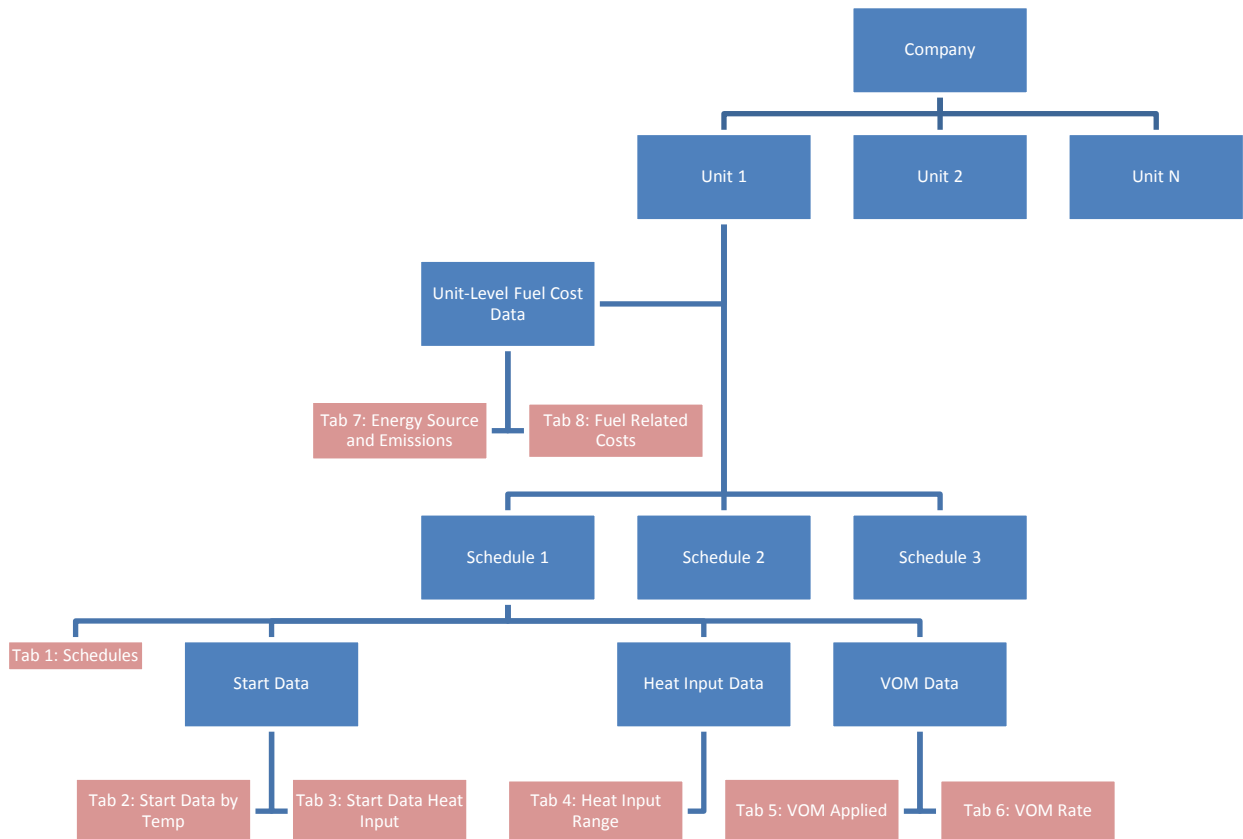 Company
Unit 1
Unit 2
Unit N
Unit-Level Fuel Cost
Data
Tab 7: Energy Source
and Emissions
Tab 8: Fuel Related
Costs
Schedule 1
Schedule 2
Schedule 3
Tab 1: Schedules
Start Data
Heat Input Data
VOM Data
Tab 2: Start Data by
Temp
Tab 3: Start Data Heat
Input
Tab 4: Heat Input
Range
Tab 5: VOM Applied
Tab 6: VOM Rate